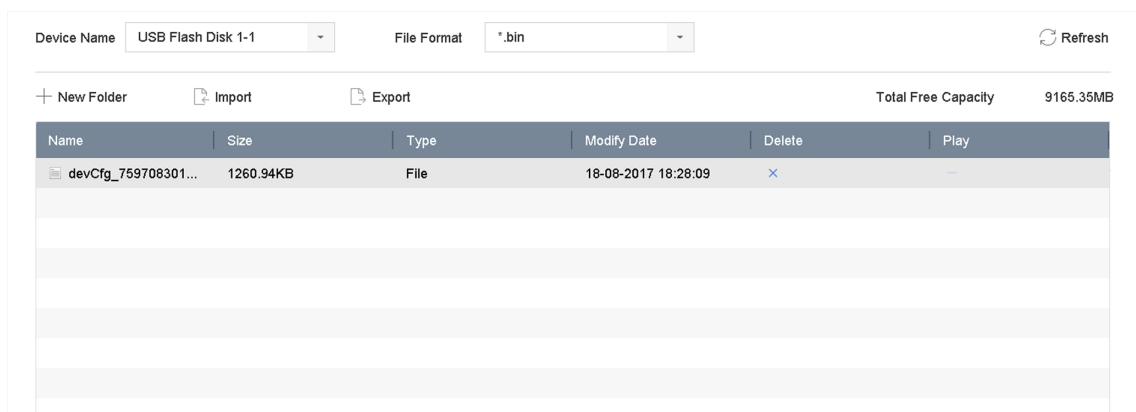 Device Name USB Flash Disk 1-1 File Format *.bin Refresh
New Folder Import Export Total Free Capacity 9165.35MB
Name Size Type Modify Date Delete Play
devCfg_759708301... 1260.94KB File 18-08-2017 18:28:09